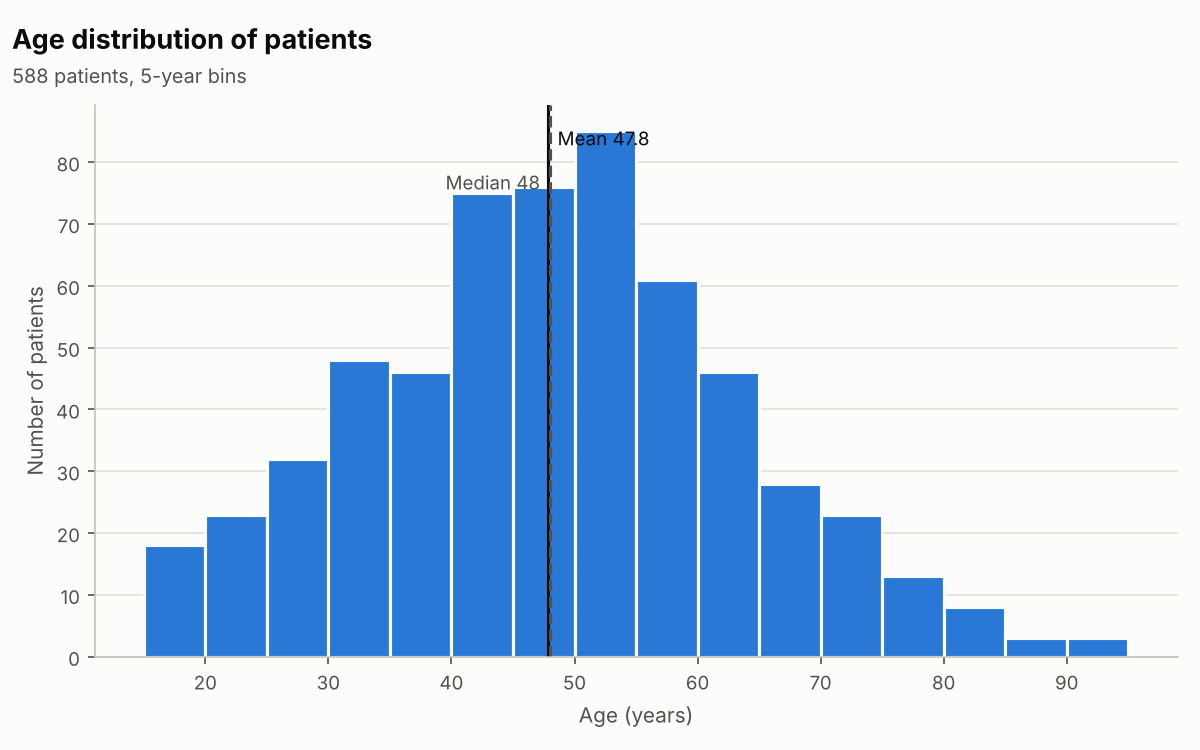 Age distribution of patients
588 patients, 5-year bins
Mean 47.8
Median 48
80
70
60
50
40
30
20
10
0
Number of patients
20 30 40 50 60 70 80 90
Age (years)